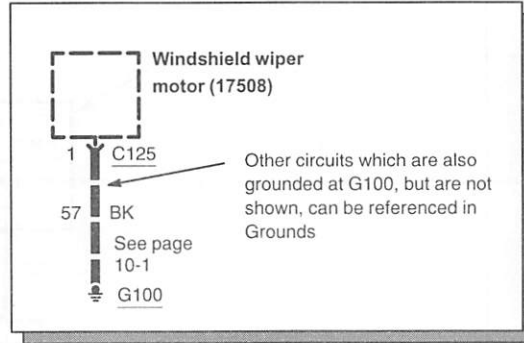 Windshield wiper
motor (17508)
1 C125
Other circuits which are also
grounded at G100, but are not
shown, can be referenced in
Grounds
57 BK
See page
10-1
G100